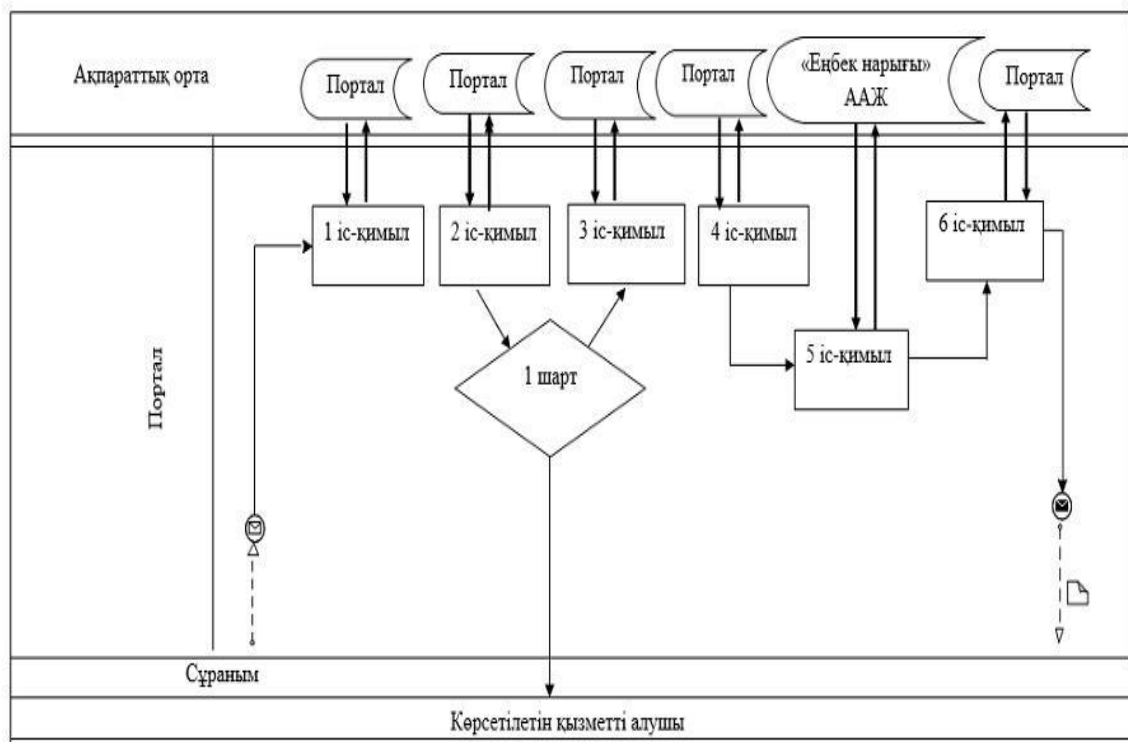 Ақпараттық орта
Портал
Портал
Портал
Портал
«Еңбек нарығы»
ААЖ
Портал
1 іс-қимыл
2 іс-қимыл
3 іс-қимыл
4 іс-қимыл
6 іс-қимыл
5 іс-қимыл
1 шарт
Портал
Сұраным
Көрсетілетін қызметті алушы